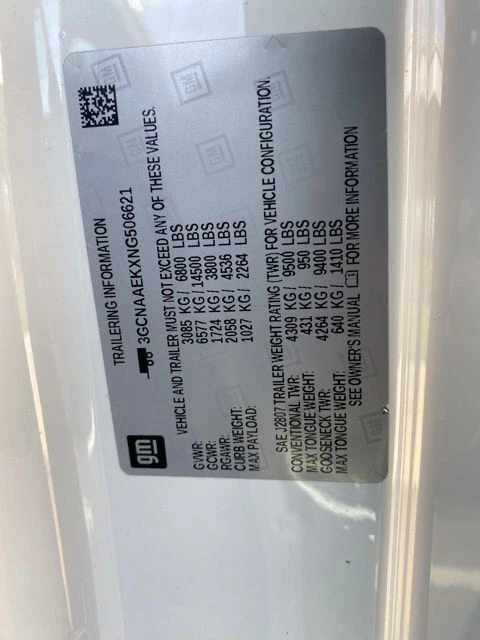 gm
TRAILERING INFORMATION
3GCNAAEKXNG506621
VEHICLE AND TRAILER MUST NOT EXCEED ANY OF THESE VALUES.
GVWR: 3085 KG / 6800 LBS
GCWR: 6577 KG / 14500 LBS
RGAWR: 1724 KG / 3800 LBS
CURB WEIGHT: 2058 KG / 4536 LBS
MAX PAYLOAD: 1027 KG / 2264 LBS
SAE J2807 TRAILER WEIGHT RATING (TWR) FOR VEHICLE CONFIGURATION.
CONVENTIONAL TWR: 4309 KG / 9500 LBS
MAX TONGUE WEIGHT: 431 KG / 950 LBS
GOOSENECK TWR: 4264 KG / 9400 LBS
MAX TONGUE WEIGHT: 640 KG / 1410 LBS
SEE OWNER'S MANUAL FOR MORE INFORMATION